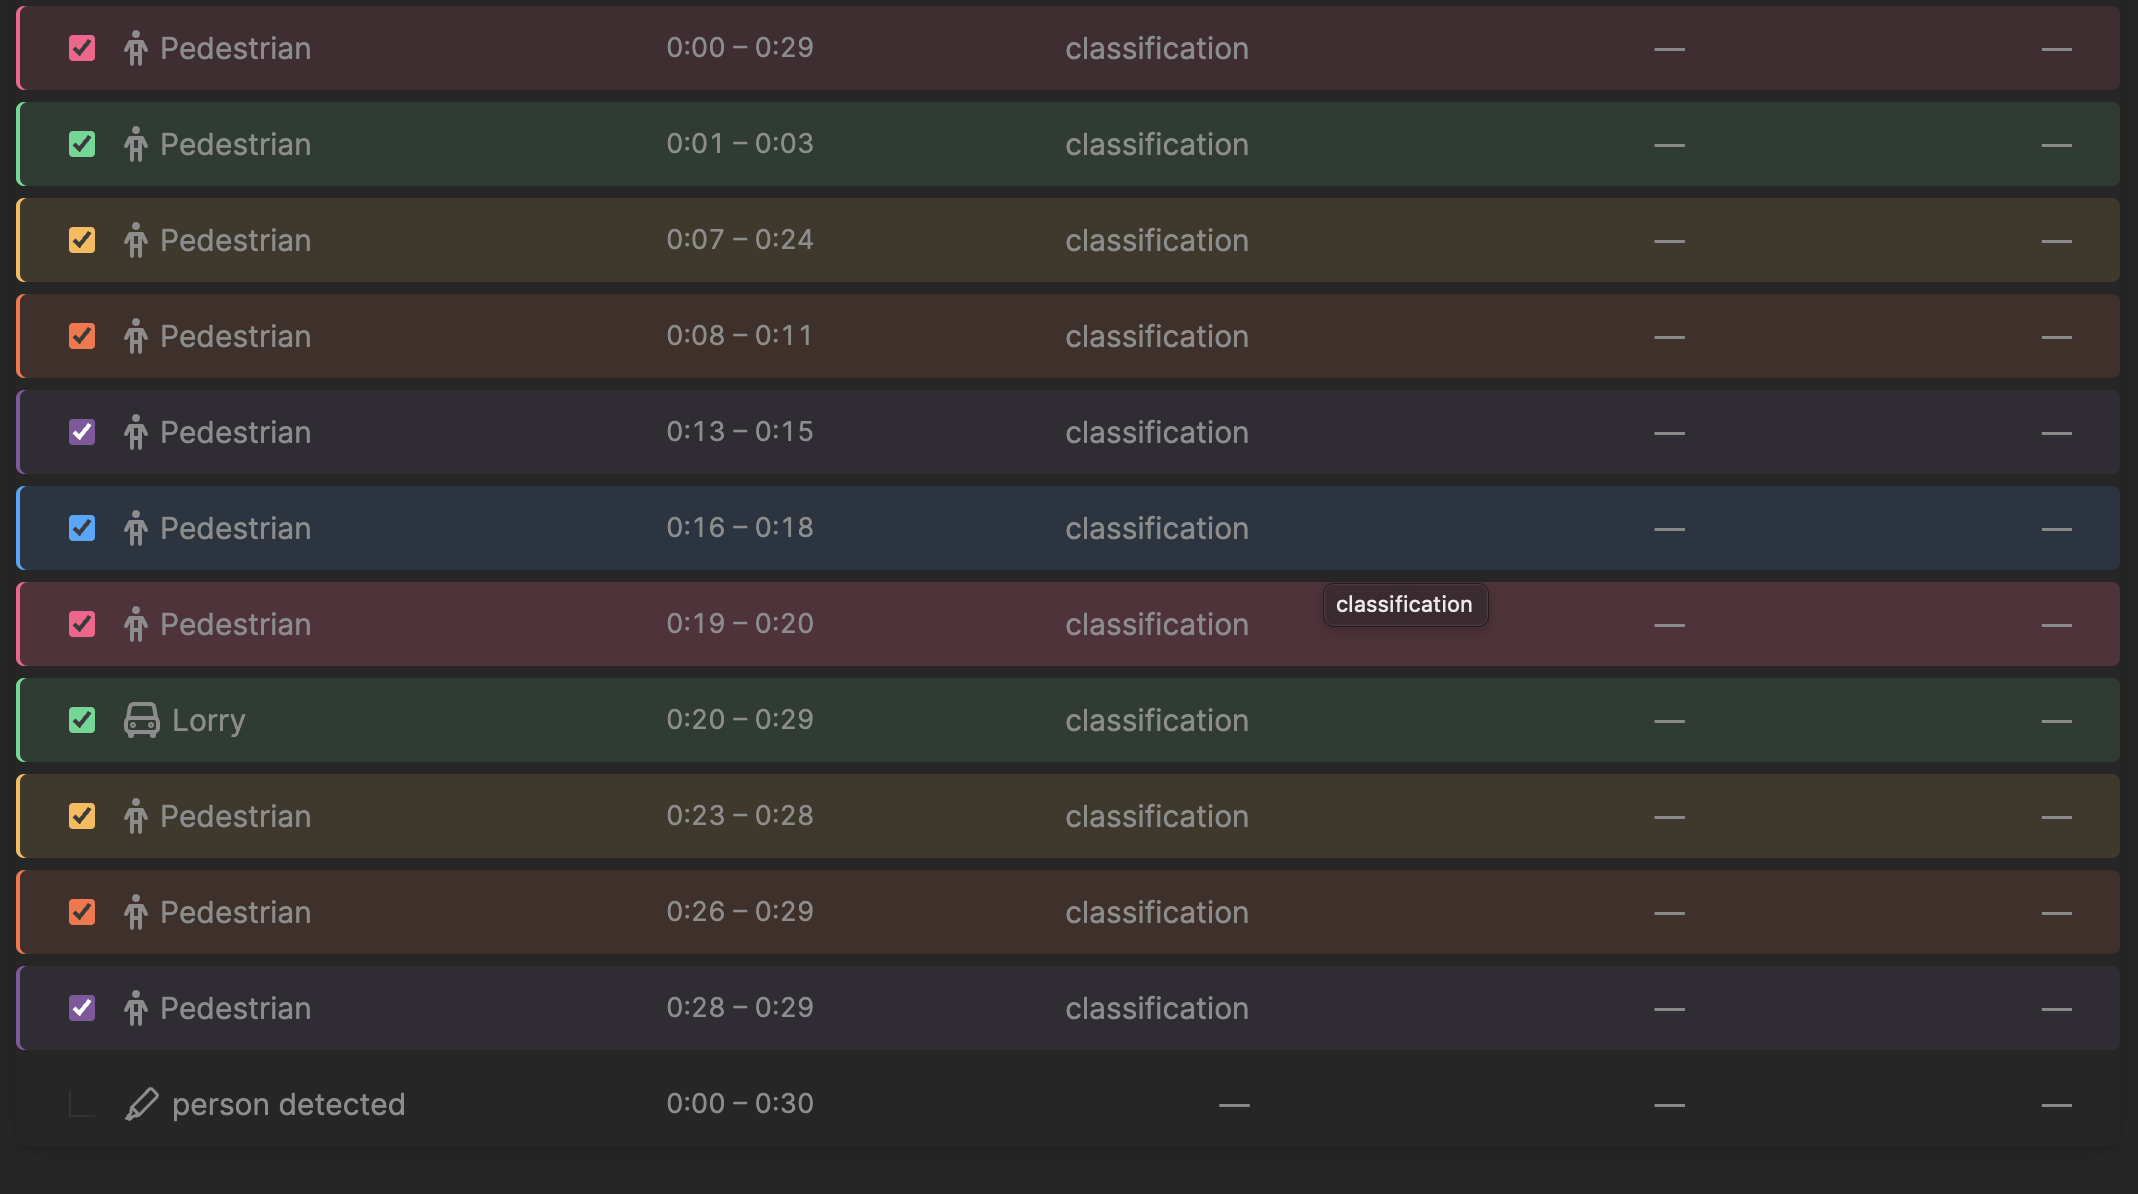 Pedestrian 0:00 – 0:29 classification — —
Pedestrian 0:01 – 0:03 classification — —
Pedestrian 0:07 – 0:24 classification — —
Pedestrian 0:08 – 0:11 classification — —
Pedestrian 0:13 – 0:15 classification — —
Pedestrian 0:16 – 0:18 classification — —
classification
Pedestrian 0:19 – 0:20 classification — —
Lorry 0:20 – 0:29 classification — —
Pedestrian 0:23 – 0:28 classification — —
Pedestrian 0:26 – 0:29 classification — —
Pedestrian 0:28 – 0:29 classification — —
person detected 0:00 – 0:30 — — —